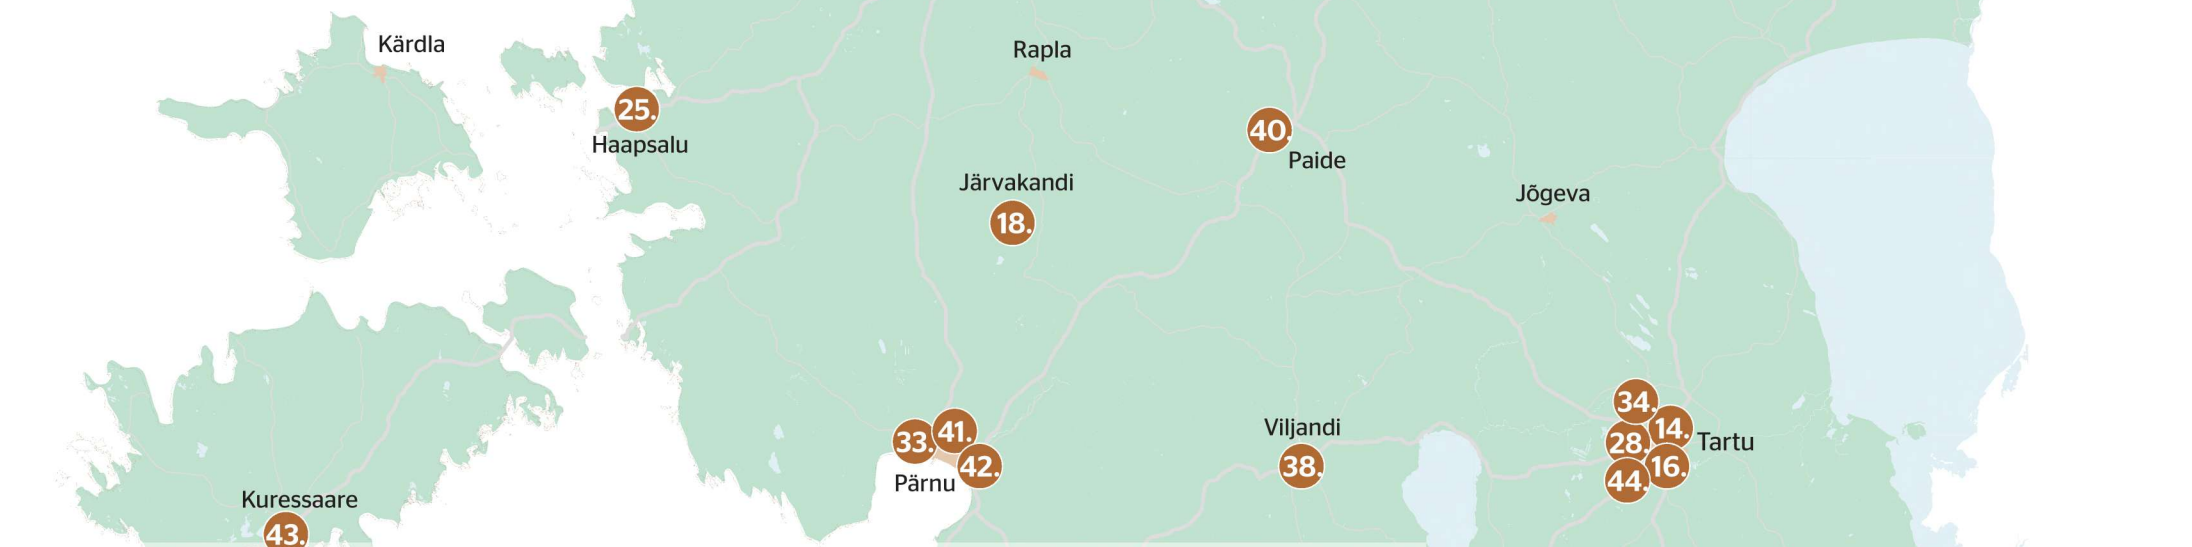 Kärdla
Rapla
25.
Haapsalu
40.
Paide
Järvakandi
18.
Jõgeva
34.
33.
41.
42.
Pärnu
Viljandi
38.
14.
28.
Tartu
16.
44.
Kuressaare
43.